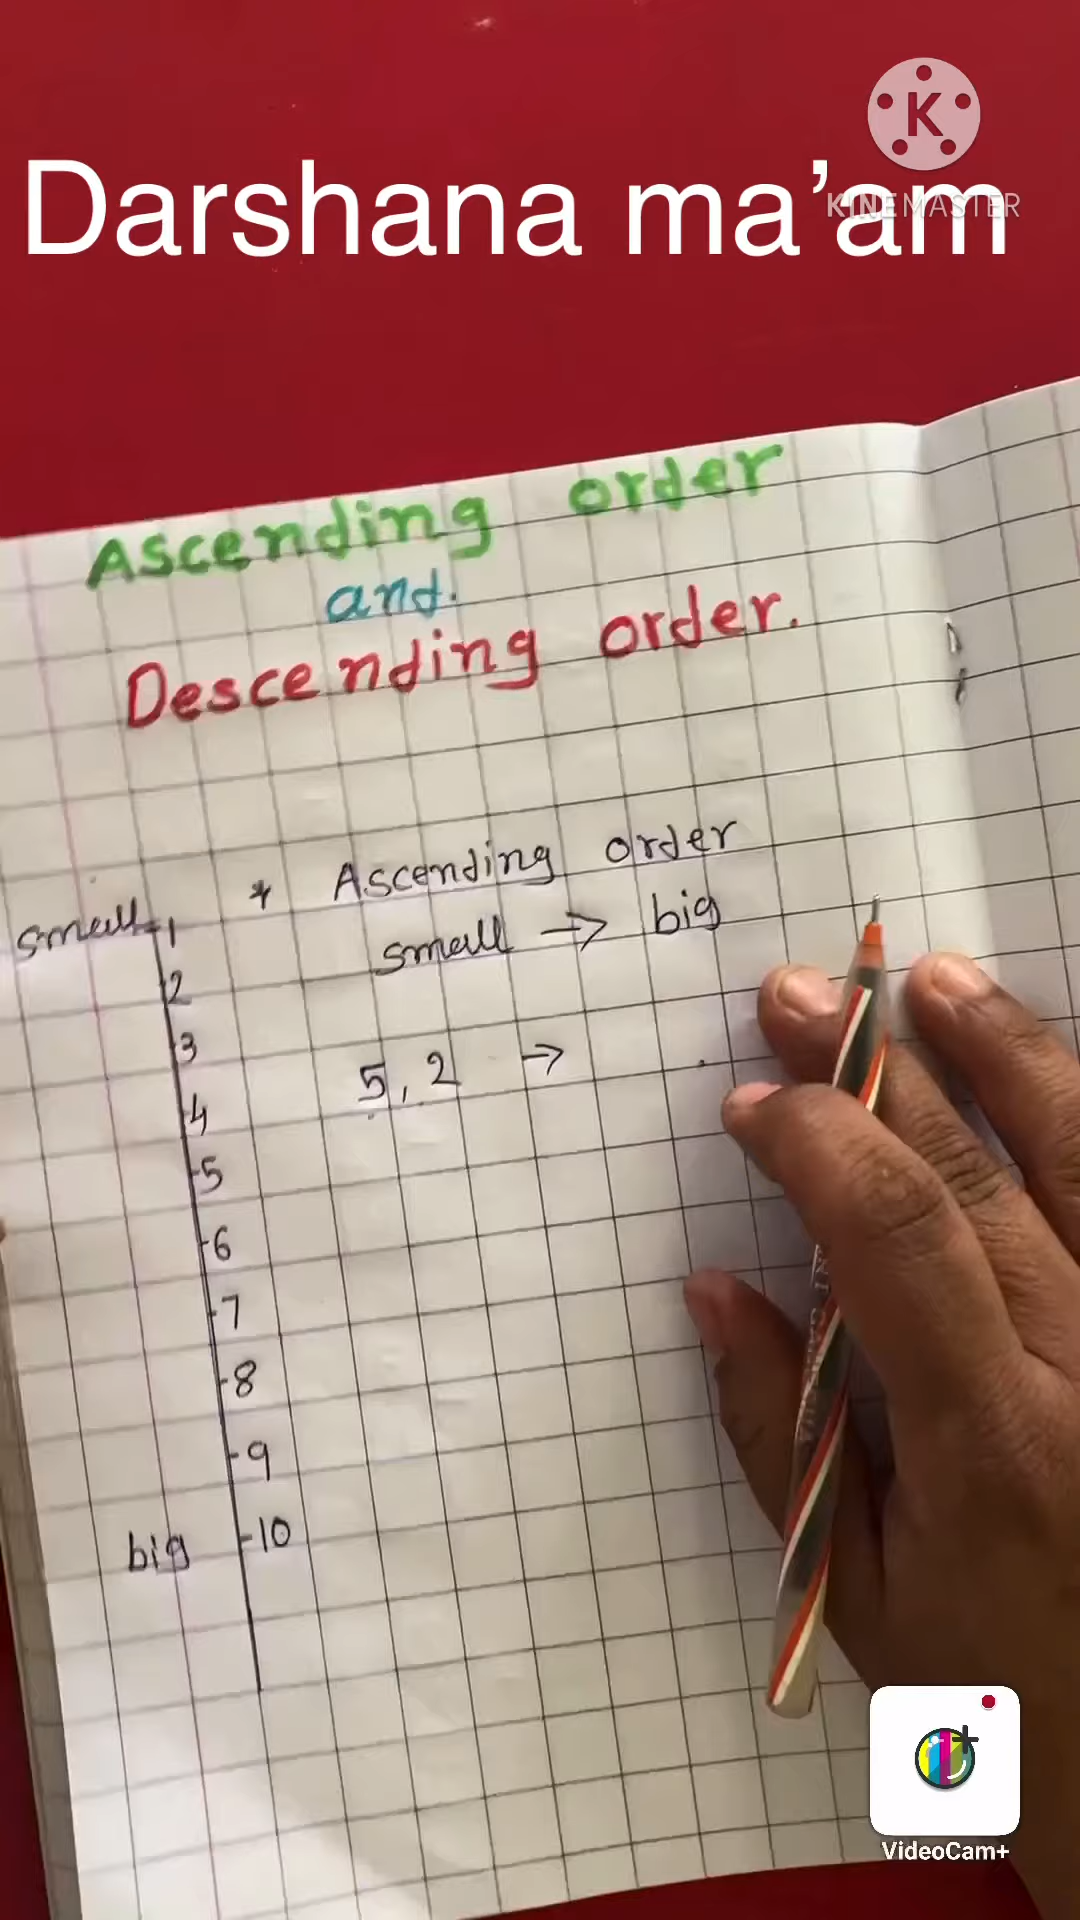 K
KINEMASTER
Darshana ma’am
Ascending order
and.
Descending order.
* Ascending order
small → big
small 1
2
3
4
5
6
7
8
9
big 10
5, 2 →
VideoCam+